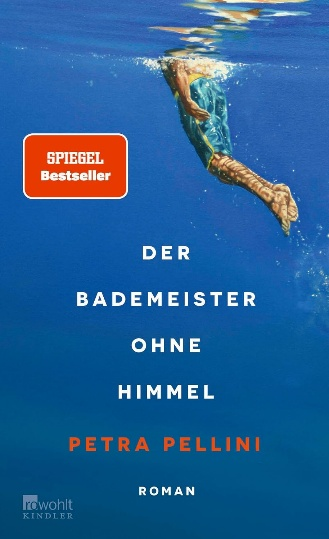 SPIEGEL
Bestseller
DER
BADEMEISTER
OHNE
HIMMEL
PETRA PELLINI
ROMAN
rowohlt
KINDLER